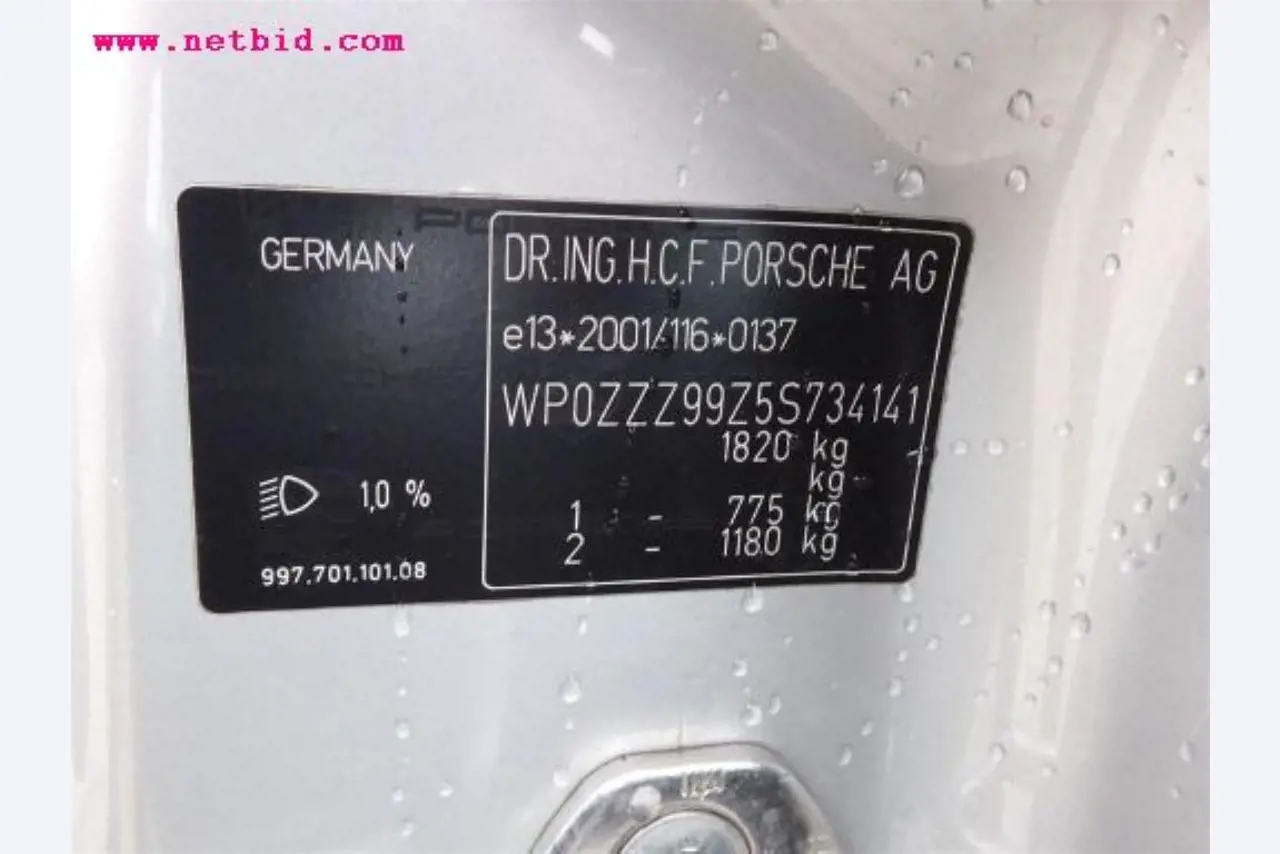 www.netbid.com
GERMANY
DR.ING.H.C.F.PORSCHE AG
e13*2001/116*0137
WP0ZZZ99Z5S734141
1820 kg
kg
1 - 775 kg
2 - 1180 kg
1,0 %
997.701.101.08